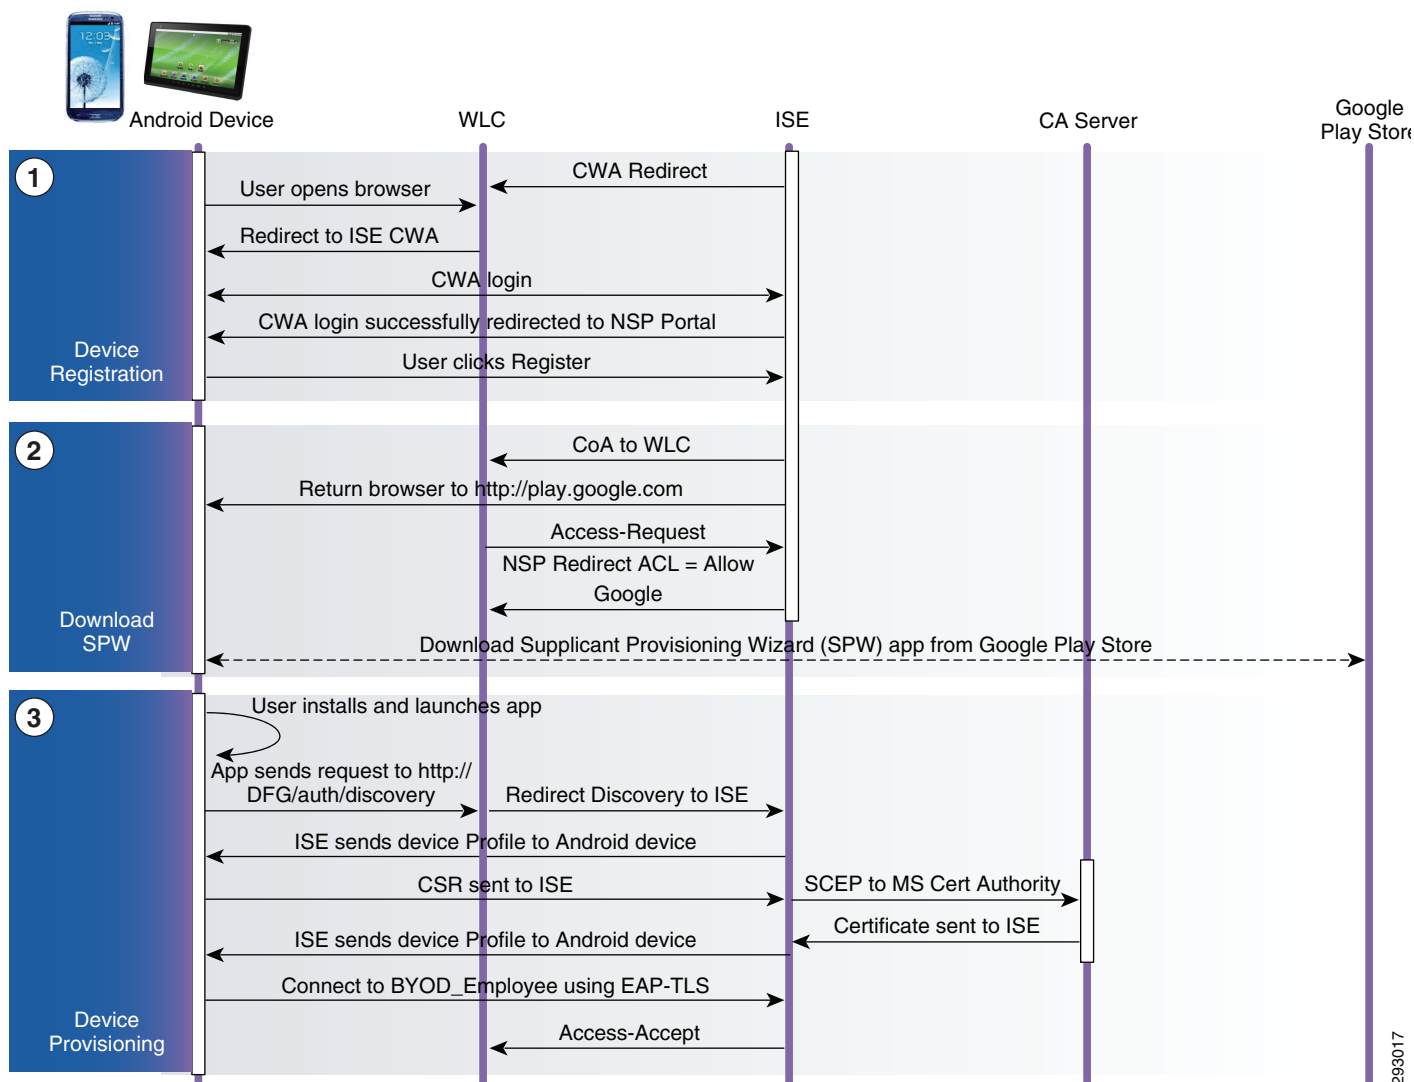 12:03
Android Device
WLC
ISE
CA Server
Google
Play Store
1
CWA Redirect
User opens browser
Redirect to ISE CWA
CWA login
CWA login successfully redirected to NSP Portal
User clicks Register
Device
Registration
2
CoA to WLC
Return browser to http://play.google.com
Access-Request
NSP Redirect ACL = Allow
Google
Download
SPW
Download Supplicant Provisioning Wizard (SPW) app from Google Play Store
3
User installs and launches app
App sends request to http://
DFG/auth/discovery
Redirect Discovery to ISE
ISE sends device Profile to Android device
CSR sent to ISE
SCEP to MS Cert Authority
Certificate sent to ISE
ISE sends device Profile to Android device
Connect to BYOD_Employee using EAP-TLS
Access-Accept
Device
Provisioning
293017